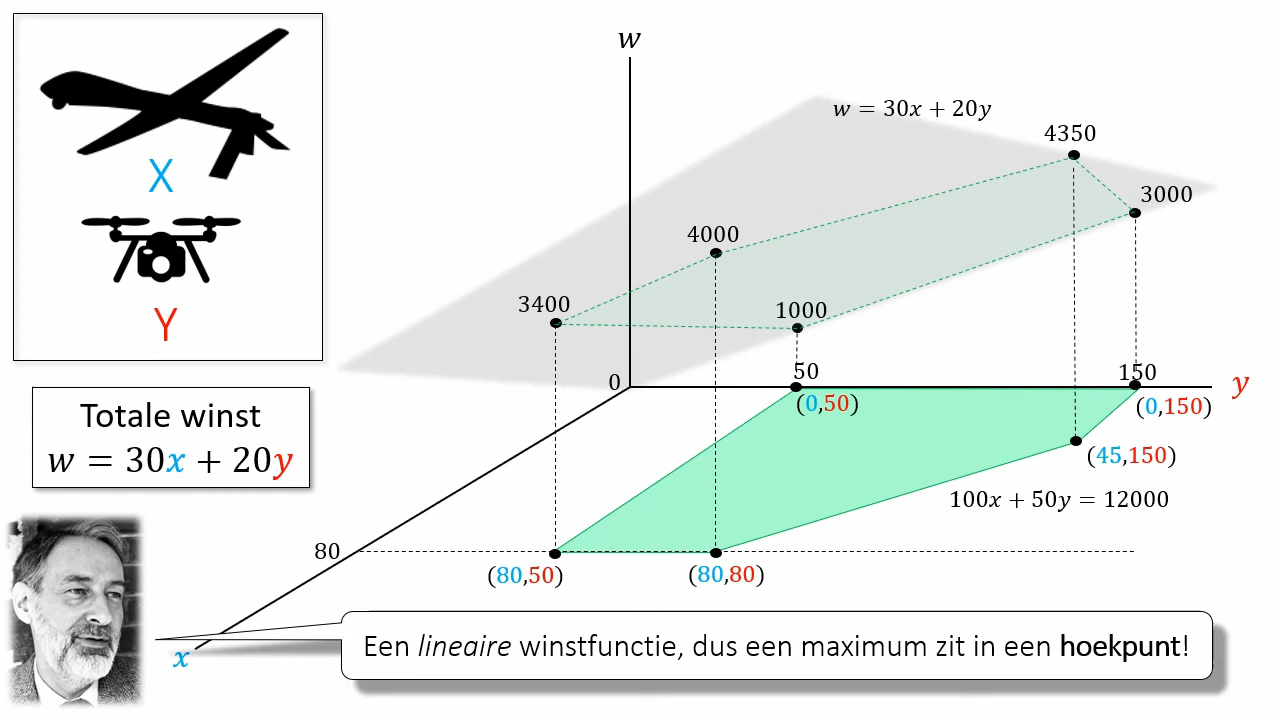 X
Y
Totale winst
w = 30x + 20y
w
w = 30x + 20y
4350
3000
4000
3400
1000
0
50
150
y
(0,50)
(0,150)
(45,150)
100x + 50y = 12000
80
(80,50)
(80,80)
x
Een lineaire winstfunctie, dus een maximum zit in een hoekpunt!